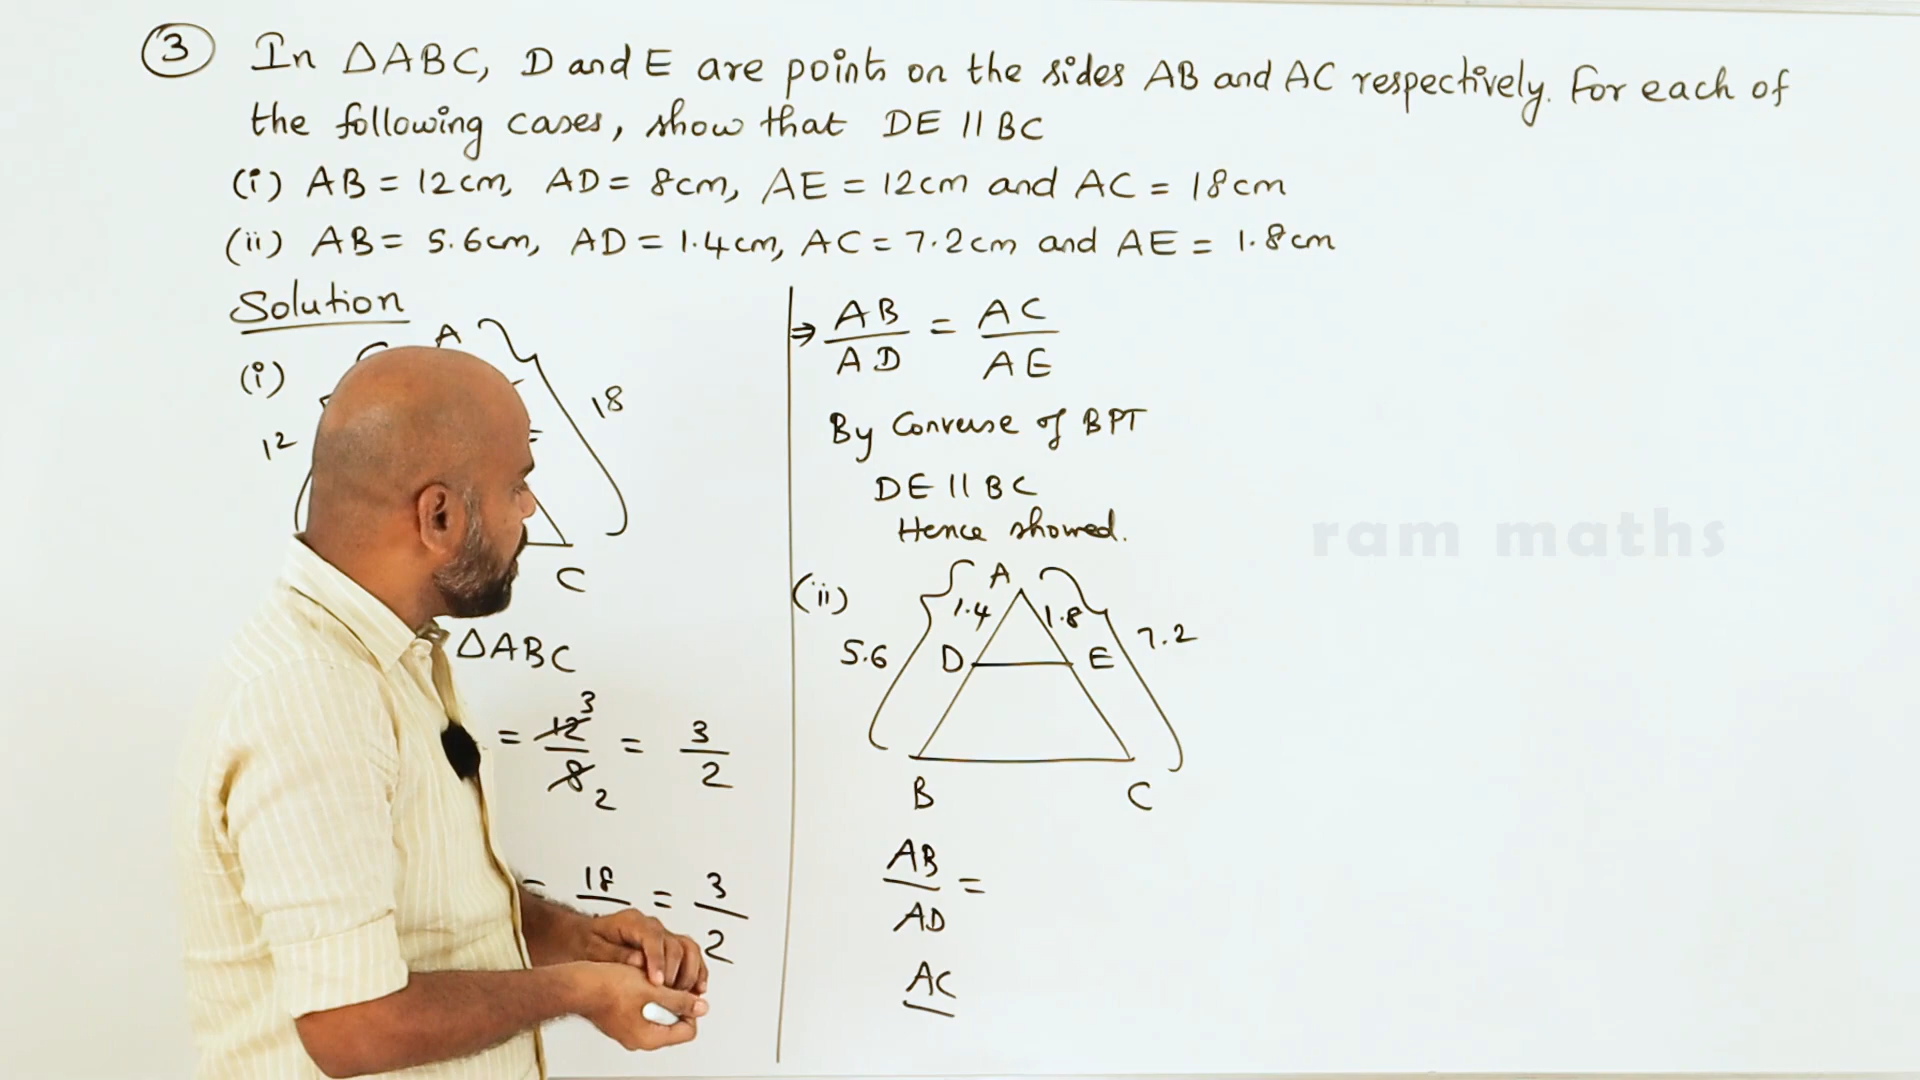 3 In ΔABC, D and E are points on the sides AB and AC respectively. For each of
the following cases, show that DE || BC
(i) AB = 12cm, AD = 8cm, AE = 12cm and AC = 18cm
(ii) AB = 5.6cm, AD = 1.4cm, AC = 7.2cm and AE = 1.8cm
Solution
(i)
A
12
18
C
ΔABC
= 12/8 3 2 = 3/2
= 18 = 3/2
⇒ AB/AD = AC/AE
By Converse of BPT
DE || BC
Hence showed.
(ii)
A
1.4 1.8
5.6 D E 7.2
B C
AB/AD =
AC
ram maths